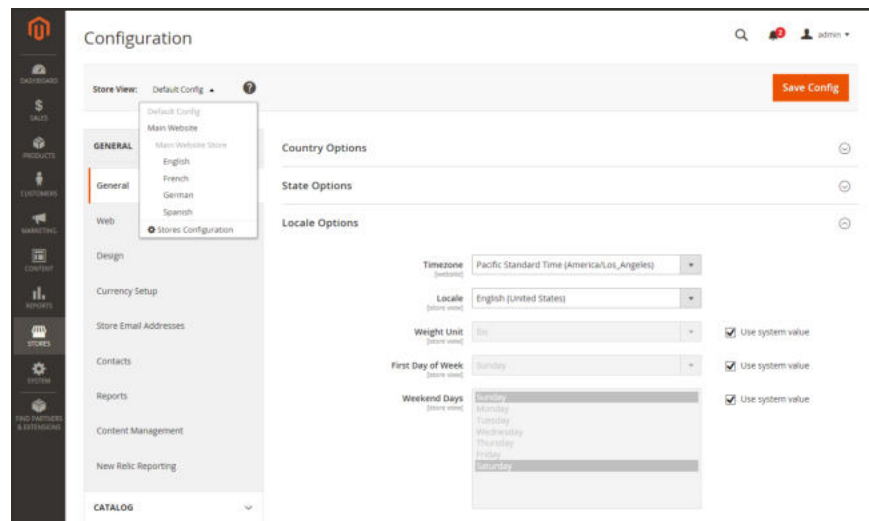 Configuration
2
admin
Store View:
Default Config
?
Save Config
Default Config
Main Website
Main Website Store
English
French
German
Spanish
Stores Configuration
DASHBOARD
$
SALES
PRODUCTS
CUSTOMERS
MARKETING
CONTENT
REPORTS
STORES
SYSTEM
FIND PARTNERS
& EXTENSIONS
GENERAL
General
Web
Design
Currency Setup
Store Email Addresses
Contacts
Reports
Content Management
New Relic Reporting
CATALOG
Country Options
State Options
Locale Options
Timezone
[website]
Pacific Standard Time (America/Los_Angeles)
Locale
[store view]
English (United States)
Weight Unit
[store view]
lbs
Use system value
First Day of Week
[store view]
Sunday
Use system value
Weekend Days
[store view]
Sunday
Monday
Tuesday
Wednesday
Thursday
Friday
Saturday
Use system value